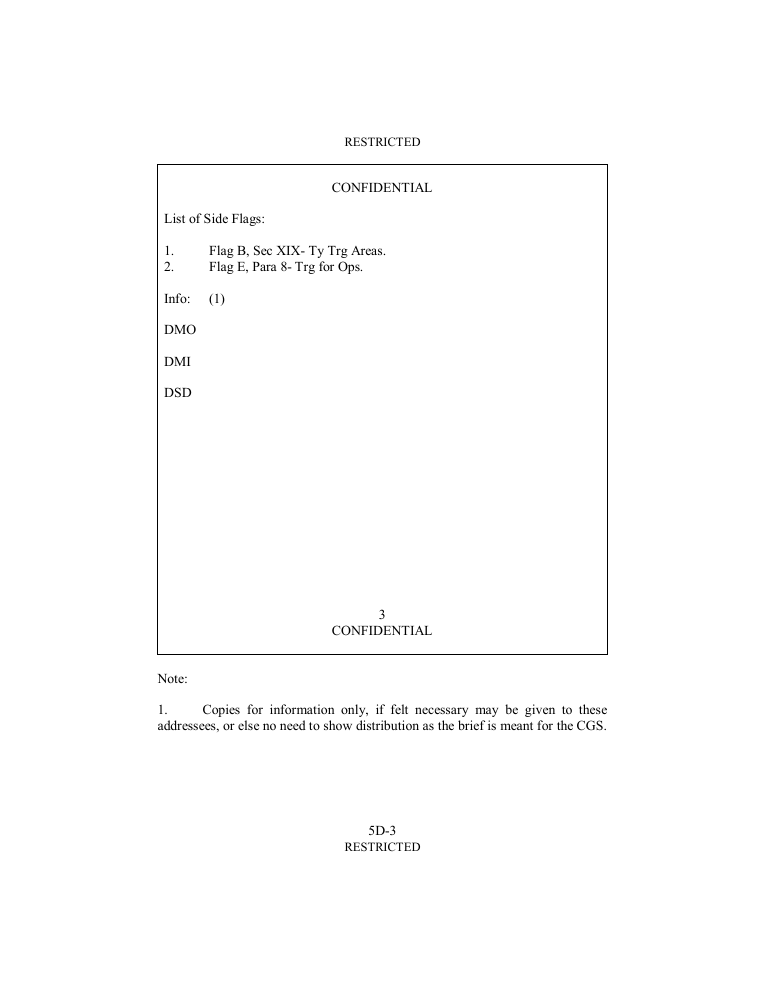 RESTRICTED
CONFIDENTIAL
List of Side Flags:
1. Flag B, Sec XIX- Ty Trg Areas.
2. Flag E, Para 8- Trg for Ops.
Info: (1)
DMO
DMI
DSD
3
CONFIDENTIAL
Note:
1. Copies for information only, if felt necessary may be given to these
addressees, or else no need to show distribution as the brief is meant for the CGS.
5D-3
RESTRICTED